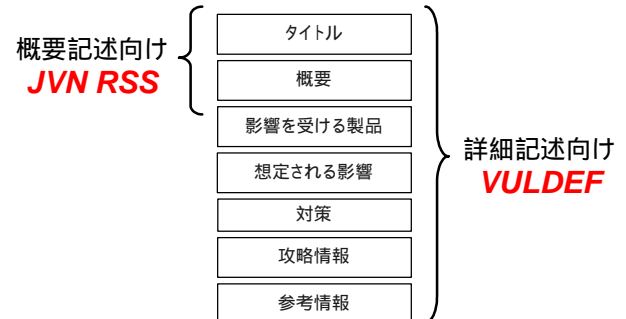 概要記述向け
JVN RSS
タイトル
概要
影響を受ける製品
想定される影響
対策
攻略情報
参考情報
詳細記述向け
VULDEF